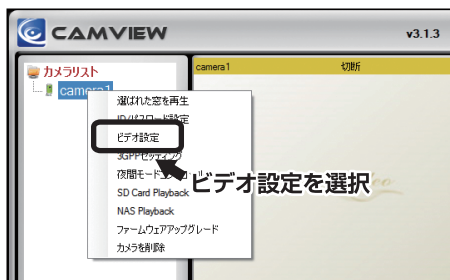 CAMVIEW
v3.1.3
カメラリスト
camera1
camera1 切断
選ばれた窓を再生
ID/パスワード設定
ビデオ設定
3GPPセッティング
夜間モード
ビデオ設定を選択
SD Card Playback
NAS Playback
ファームウェアアップグレード
カメラを削除